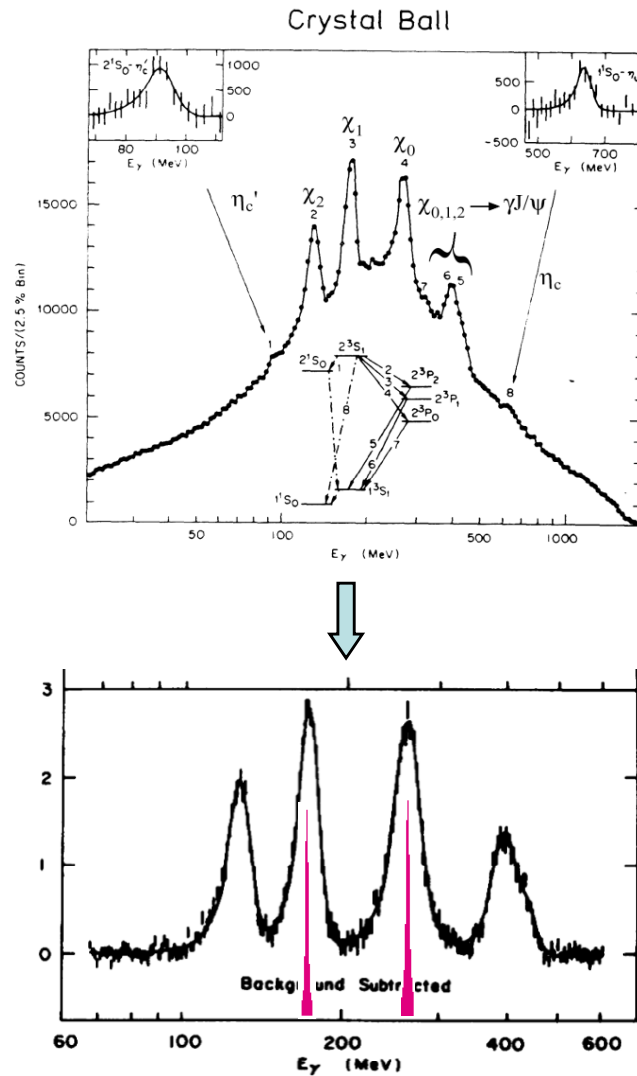 Crystal Ball
2¹S₀-η꜀′
1000
500
0
80
100
Eᵧ (MeV)
1¹S₀-η꜀
500
0
-500
500
700
Eᵧ (MeV)
χ₁
3
χ₀
4
η꜀'
χ₂
2
χ₀,₁,₂ → γJ/ψ
6 5
7
η꜀
1
8
COUNTS/(2.5% Bin)
15000
10000
5000
0
2³S₁
2¹S₀
1
2
3
4
2³P₂
2³P₁
2³P₀
8
5
6
7
1¹S₀
1³S₁
50
100
500
1000
Eᵧ (MeV)
3
2
1
0
Background Subtracted
60
100
200
400
600
Eᵧ (MeV)